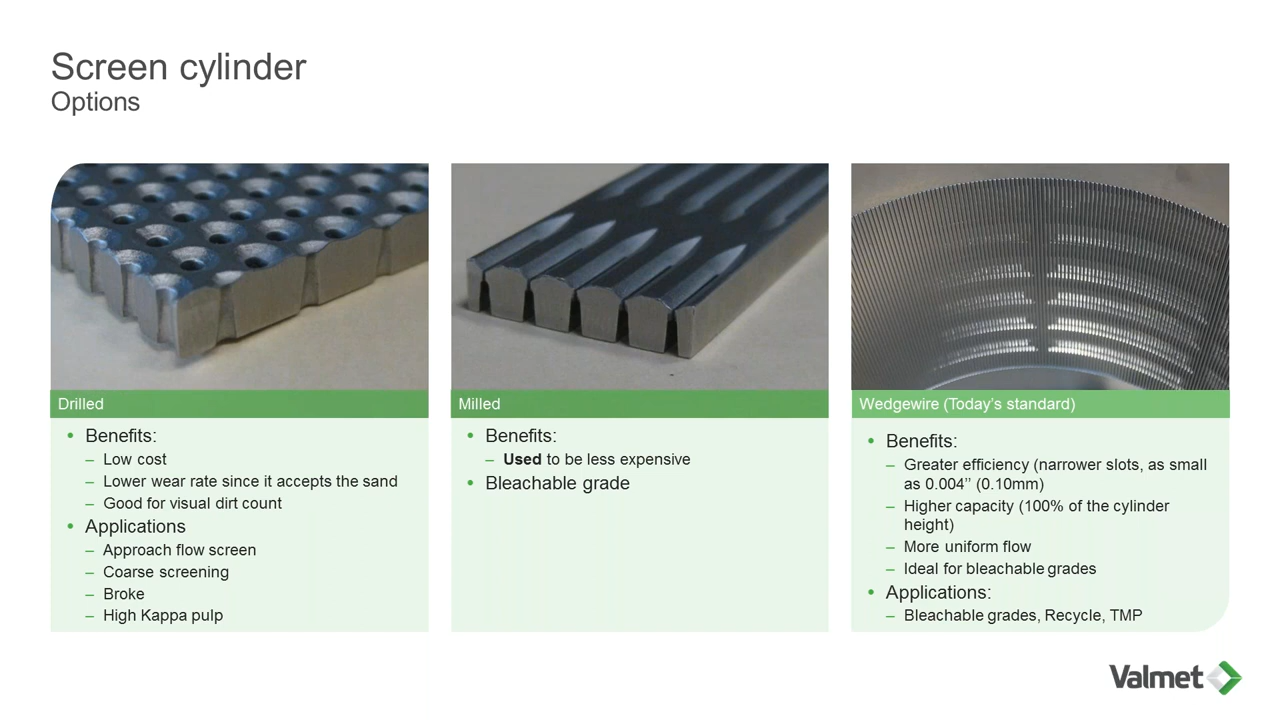 Screen cylinder
Options
Drilled
• Benefits:
– Low cost
– Lower wear rate since it accepts the sand
– Good for visual dirt count
• Applications
– Approach flow screen
– Coarse screening
– Broke
– High Kappa pulp
Milled
• Benefits:
– Used to be less expensive
• Bleachable grade
Wedgewire (Today’s standard)
• Benefits:
– Greater efficiency (narrower slots, as small
as 0.004’’ (0.10mm)
– Higher capacity (100% of the cylinder
height)
– More uniform flow
– Ideal for bleachable grades
• Applications:
– Bleachable grades, Recycle, TMP
Valmet